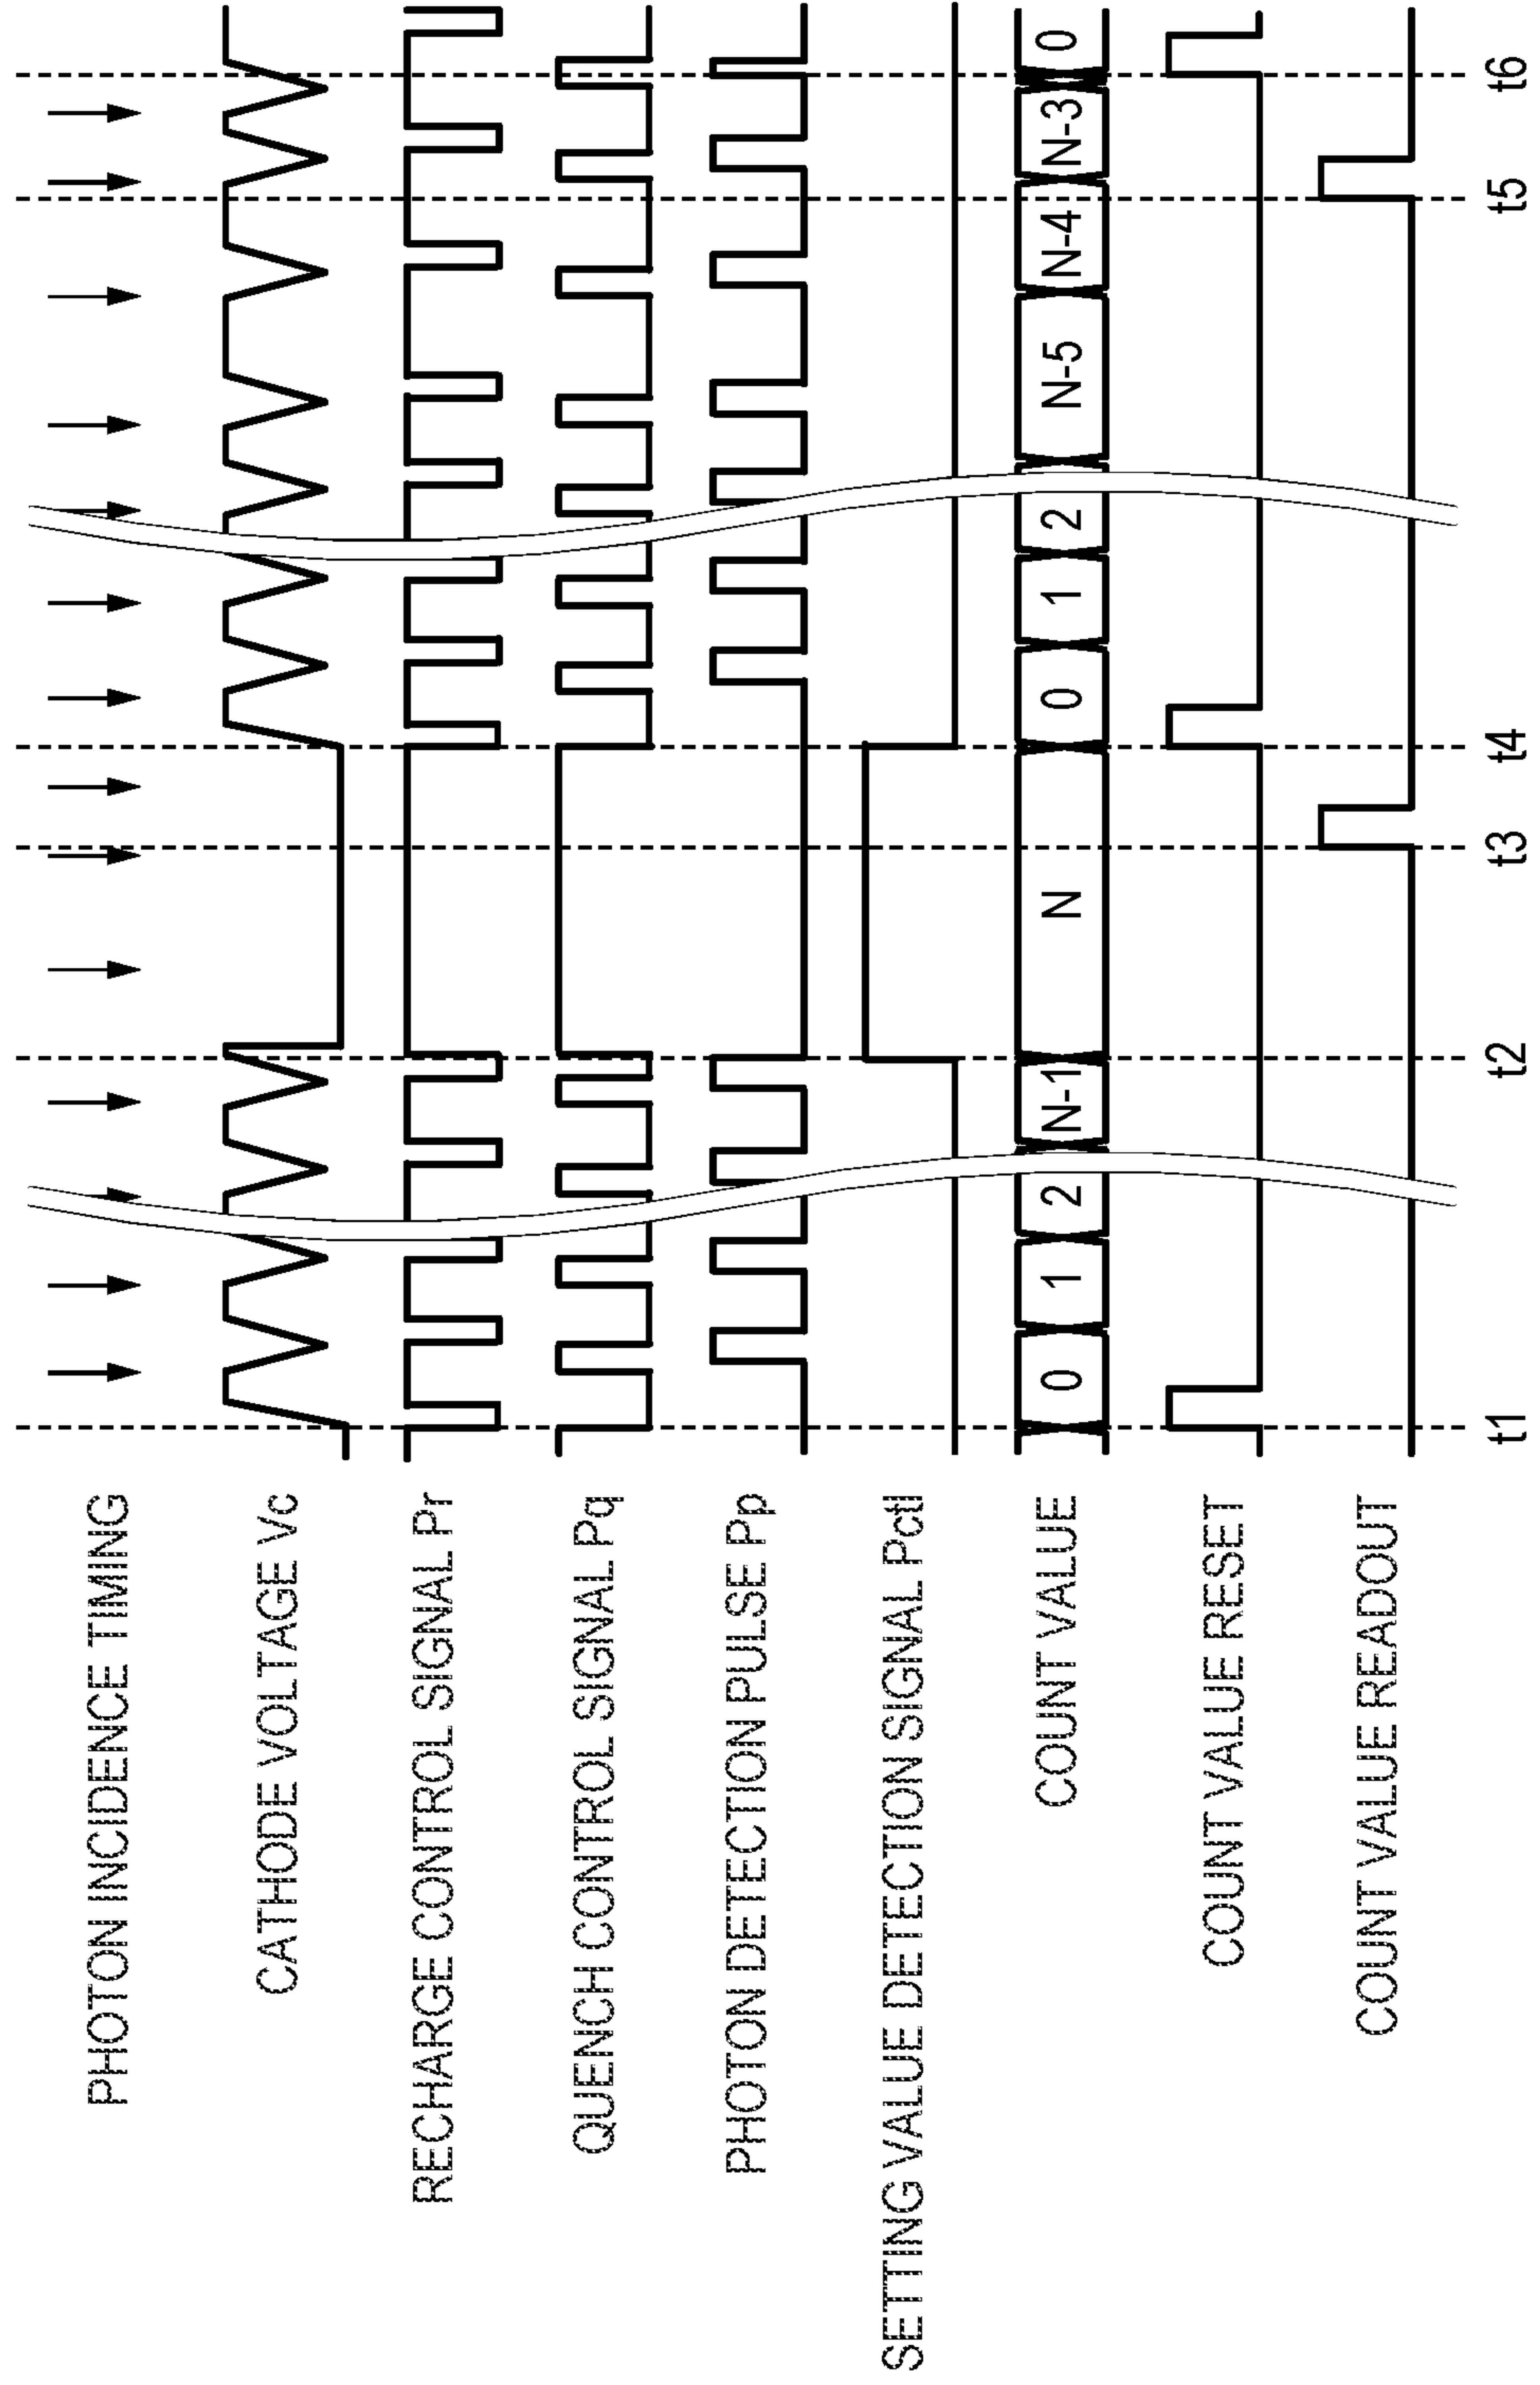 PHOTON INCIDENCE TIMING
CATHODE VOLTAGE Vc
RECHARGE CONTROL SIGNAL Pr
QUENCH CONTROL SIGNAL Pq
PHOTON DETECTION PULSE Pp
SETTING VALUE DETECTION SIGNAL Pctl
COUNT VALUE 0 1 2 N-1 N 0 1 2 N-5 N-4 N-3 0
COUNT VALUE RESET
COUNT VALUE READOUT
t1 t2 t3 t4 t5 t6